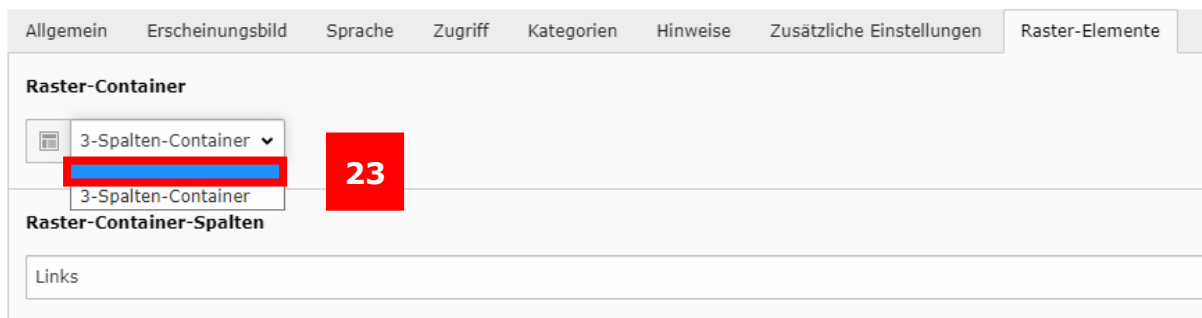 Allgemein Erscheinungsbild Sprache Zugriff Kategorien Hinweise Zusätzliche Einstellungen Raster-Elemente
Raster-Container
3-Spalten-Container
23
3-Spalten-Container
Raster-Container-Spalten
Links